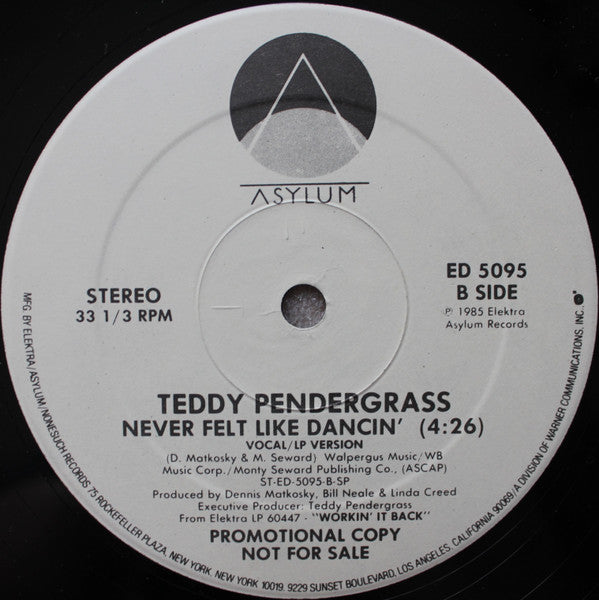 ASYLUM
STEREO
33 1/3 RPM
ED 5095
B SIDE
℗ 1985 Elektra
Asylum Records
TEDDY PENDERGRASS
NEVER FELT LIKE DANCIN' (4:26)
VOCAL/LP VERSION
(D. Matkosky & M. Seward) Walpergus Music/WB
Music Corp./Monty Seward Publishing Co., (ASCAP)
ST-ED-5095-B-SP
Produced by Dennis Matkosky, Bill Neale & Linda Creed
Executive Producer: Teddy Pendergrass
From Elektra LP 60447 - "WORKIN' IT BACK"
PROMOTIONAL COPY
NOT FOR SALE
MFG. BY ELEKTRA/ASYLUM/NONESUCH RECORDS 75 ROCKEFELLER PLAZA, NEW YORK, NEW YORK 10019. 9229 SUNSET BOULEVARD, LOS ANGELES, CALIFORNIA 90069/A DIVISION OF WARNER COMMUNICATIONS, INC.